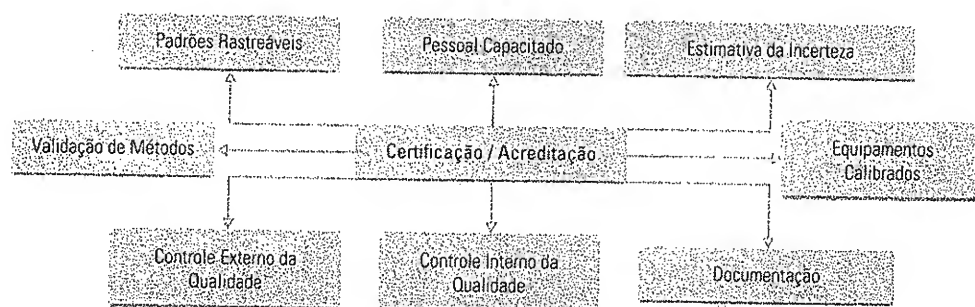 Padrões Rastreáveis
Pessoal Capacitado
Estimativa da Incerteza
Validação de Métodos
Certificação / Acreditação
Equipamentos
Calibrados
Controle Externo da
Qualidade
Controle Interno da
Qualidade
Documentação